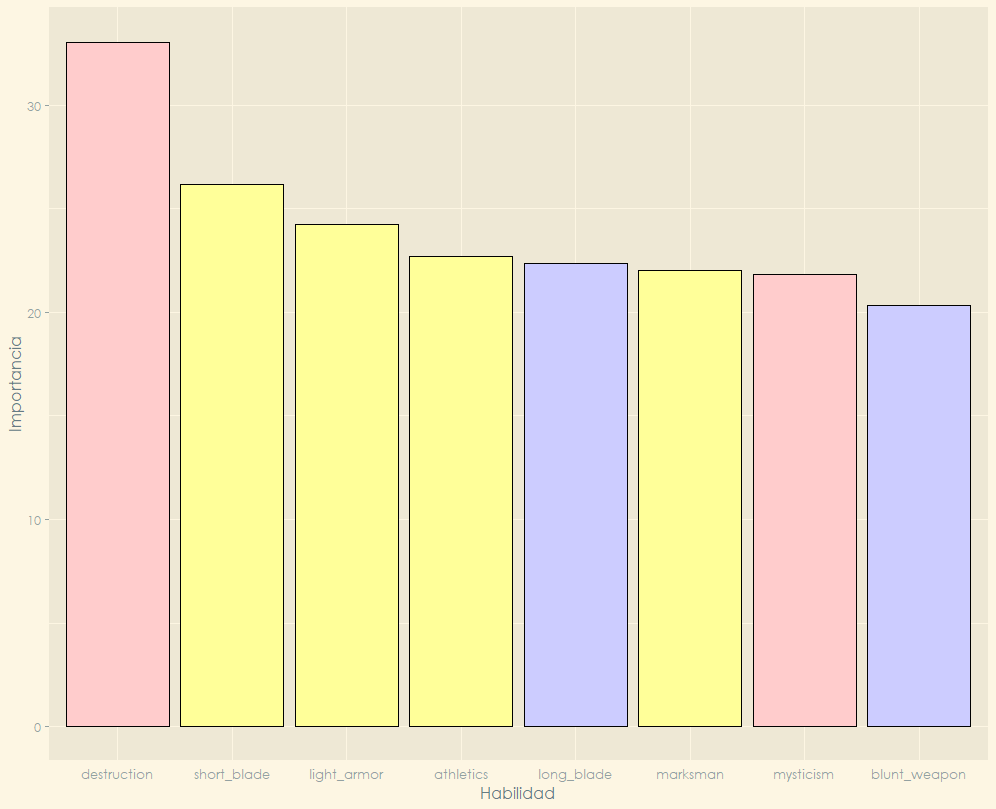 Importancia
30
20
10
0
destruction short_blade light_armor athletics long_blade marksman mysticism blunt_weapon
Habilidad